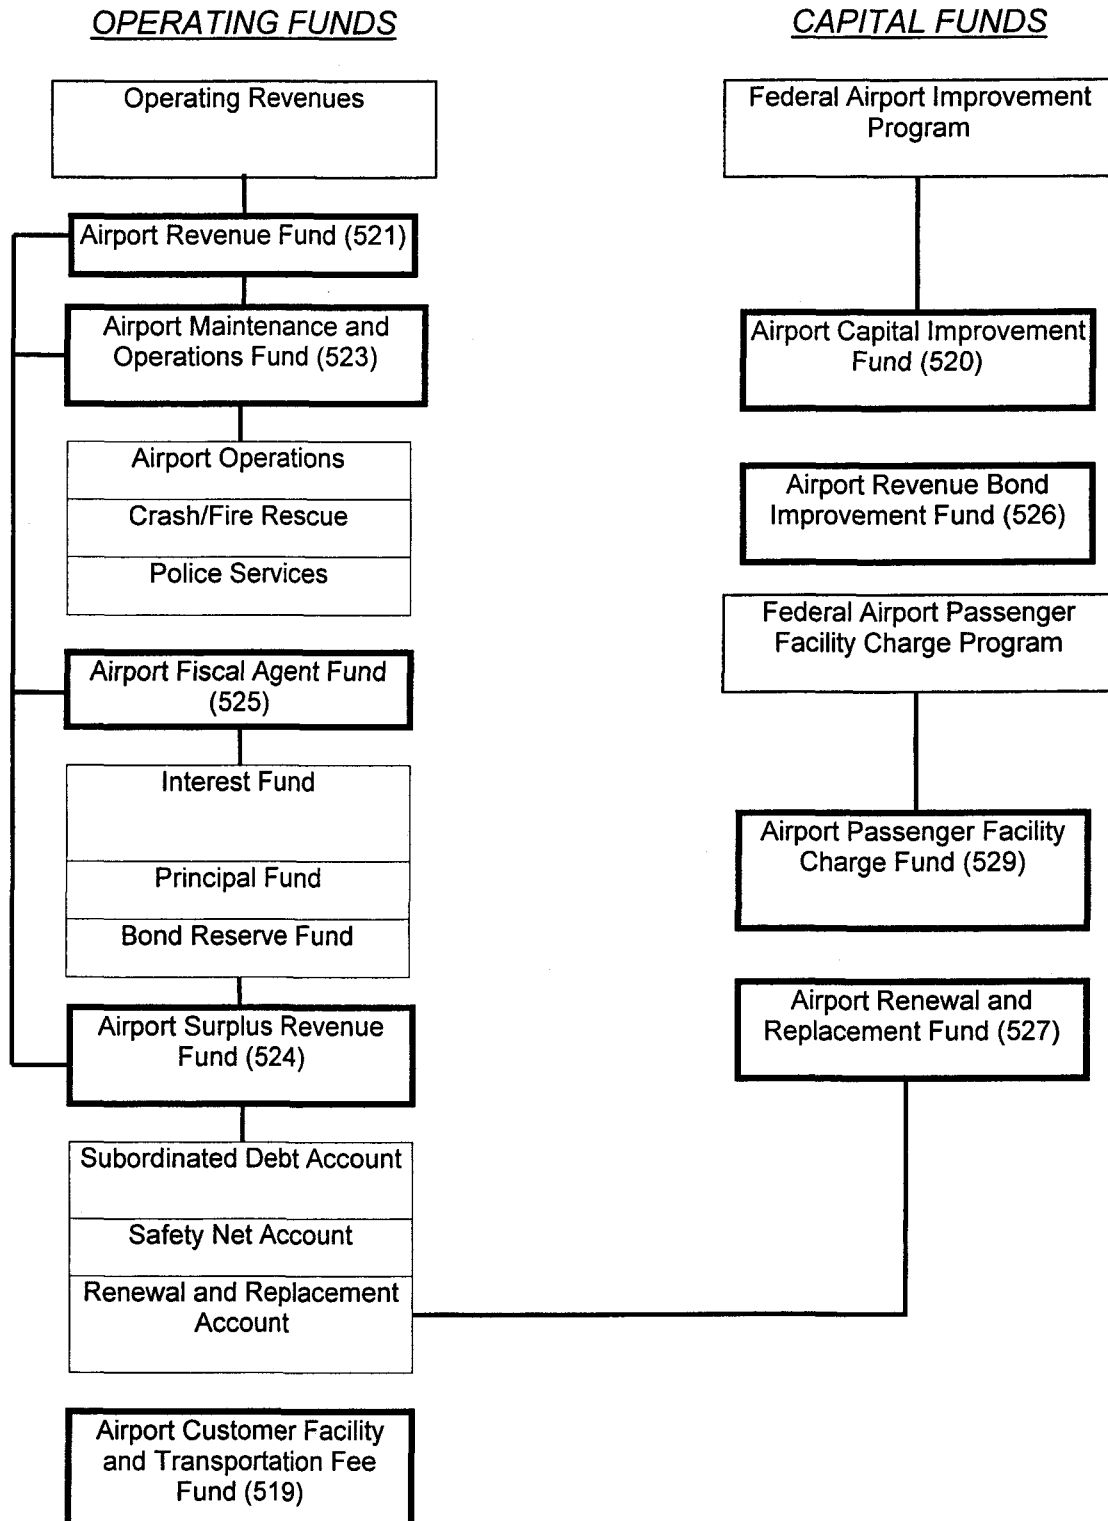 OPERATING FUNDS
Operating Revenues
Airport Revenue Fund (521)
Airport Maintenance and
Operations Fund (523)
Airport Operations
Crash/Fire Rescue
Police Services
Airport Fiscal Agent Fund
(525)
Interest Fund
Principal Fund
Bond Reserve Fund
Airport Surplus Revenue
Fund (524)
Subordinated Debt Account
Safety Net Account
Renewal and Replacement
Account
Airport Customer Facility
and Transportation Fee
Fund (519)
CAPITAL FUNDS
Federal Airport Improvement
Program
Airport Capital Improvement
Fund (520)
Airport Revenue Bond
Improvement Fund (526)
Federal Airport Passenger
Facility Charge Program
Airport Passenger Facility
Charge Fund (529)
Airport Renewal and
Replacement Fund (527)